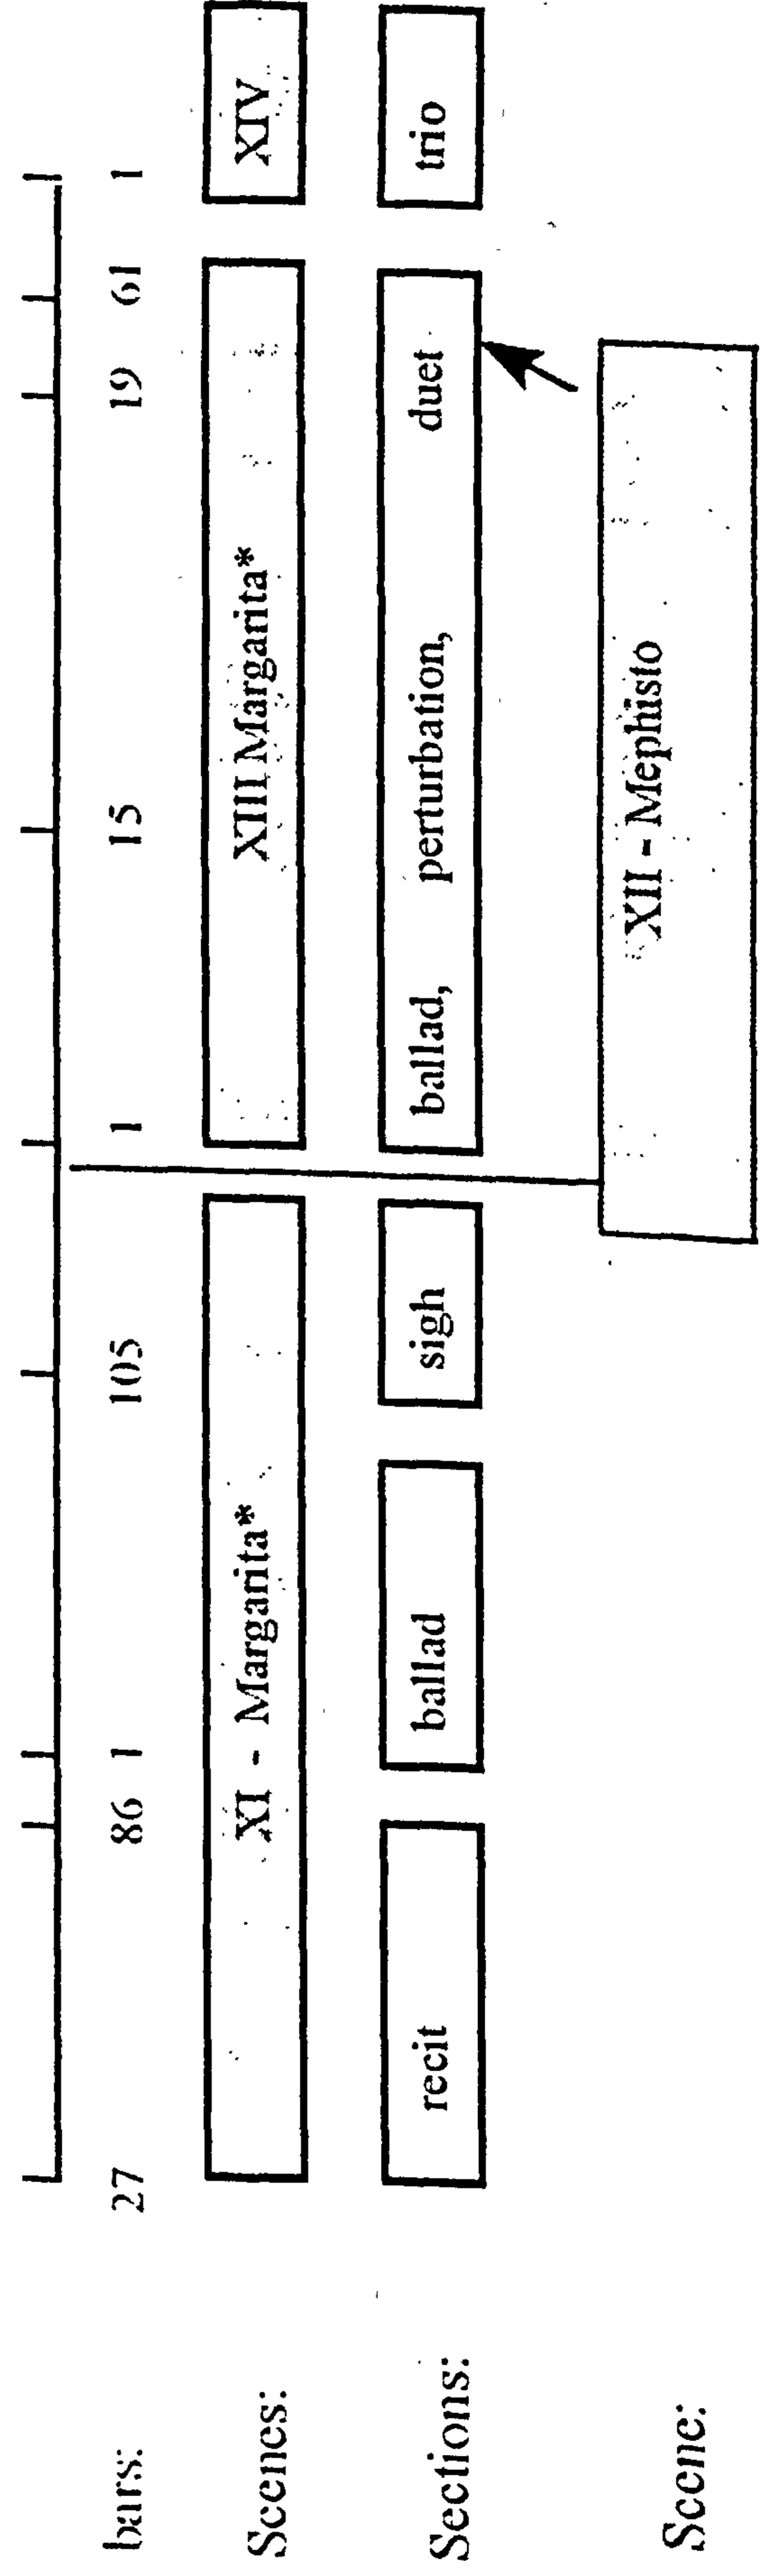 bars: 27 86 1 105 1 15 19 61 1
Scenes: XI - Margarita* XIII Margarita* XIV
Sections: recit ballad sigh ballad, perturbation, duet trio
Scene: XII - Mephisto